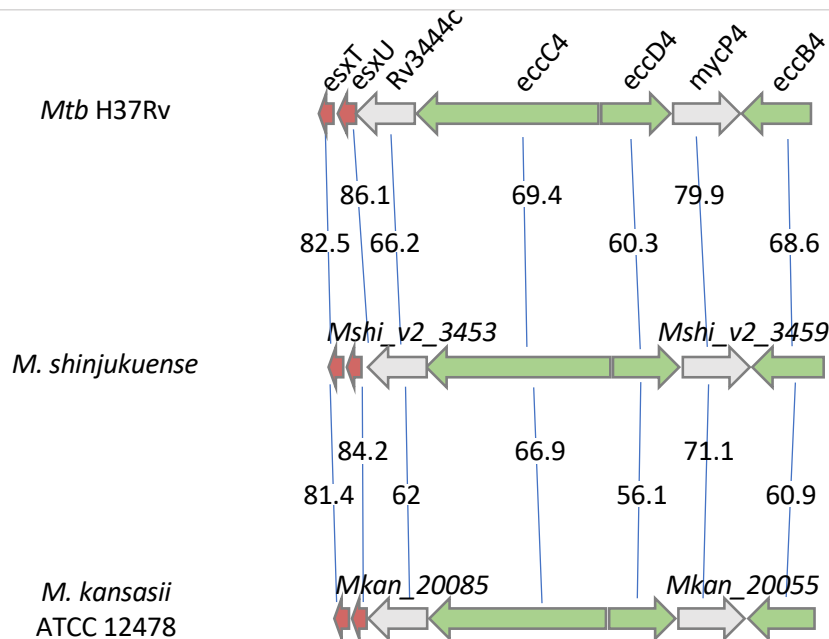 esxT esxU Rv3444c eccC4 eccD4 mycP4 eccB4
Mtb H37Rv
86.1 69.4 79.9
82.5 66.2 60.3 68.6
Mshi_v2_3453 Mshi_v2_3459
M. shinjukuense
84.2 66.9 71.1
81.4 62 56.1 60.9
Mkan_20085 Mkan_20055
M. kansasii
ATCC 12478